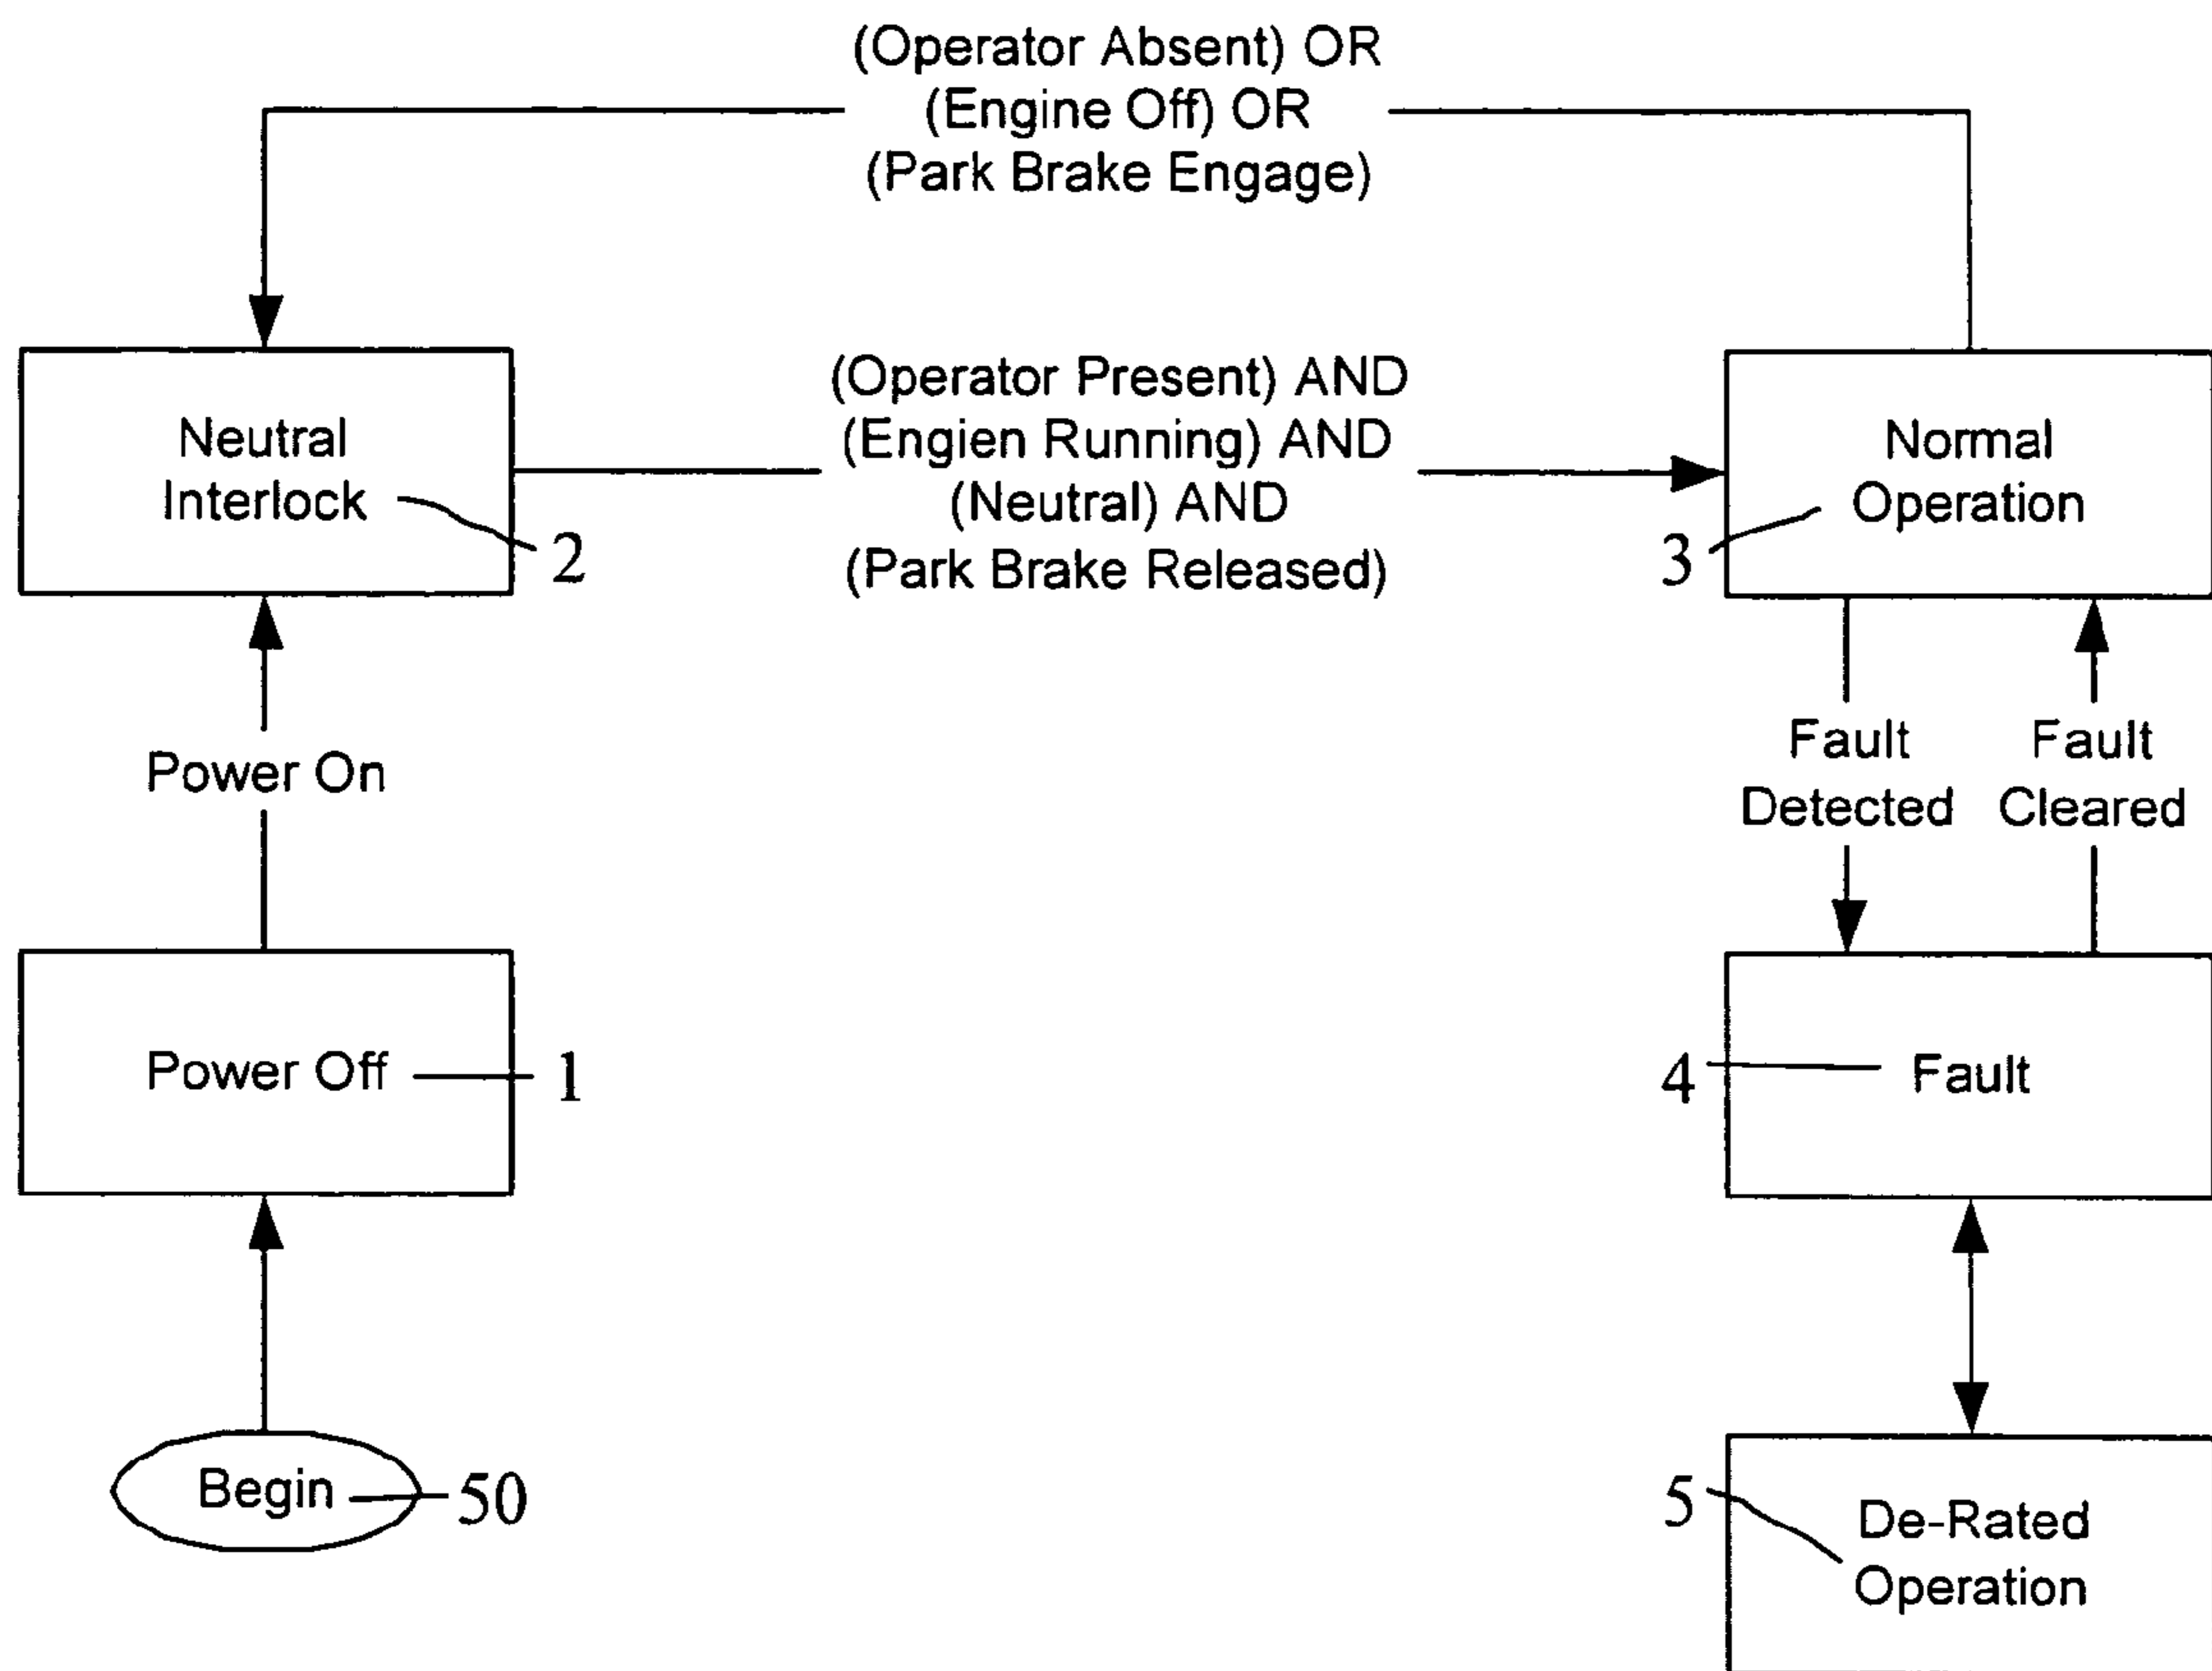 (Operator Absent) OR
(Engine Off) OR
(Park Brake Engage)
Neutral
Interlock
2
(Operator Present) AND
(Engien Running) AND
(Neutral) AND
(Park Brake Released)
Normal
Operation
3
Power On
Fault
Detected
Fault
Cleared
Power Off
1
4
Fault
Begin
50
5
De-Rated
Operation